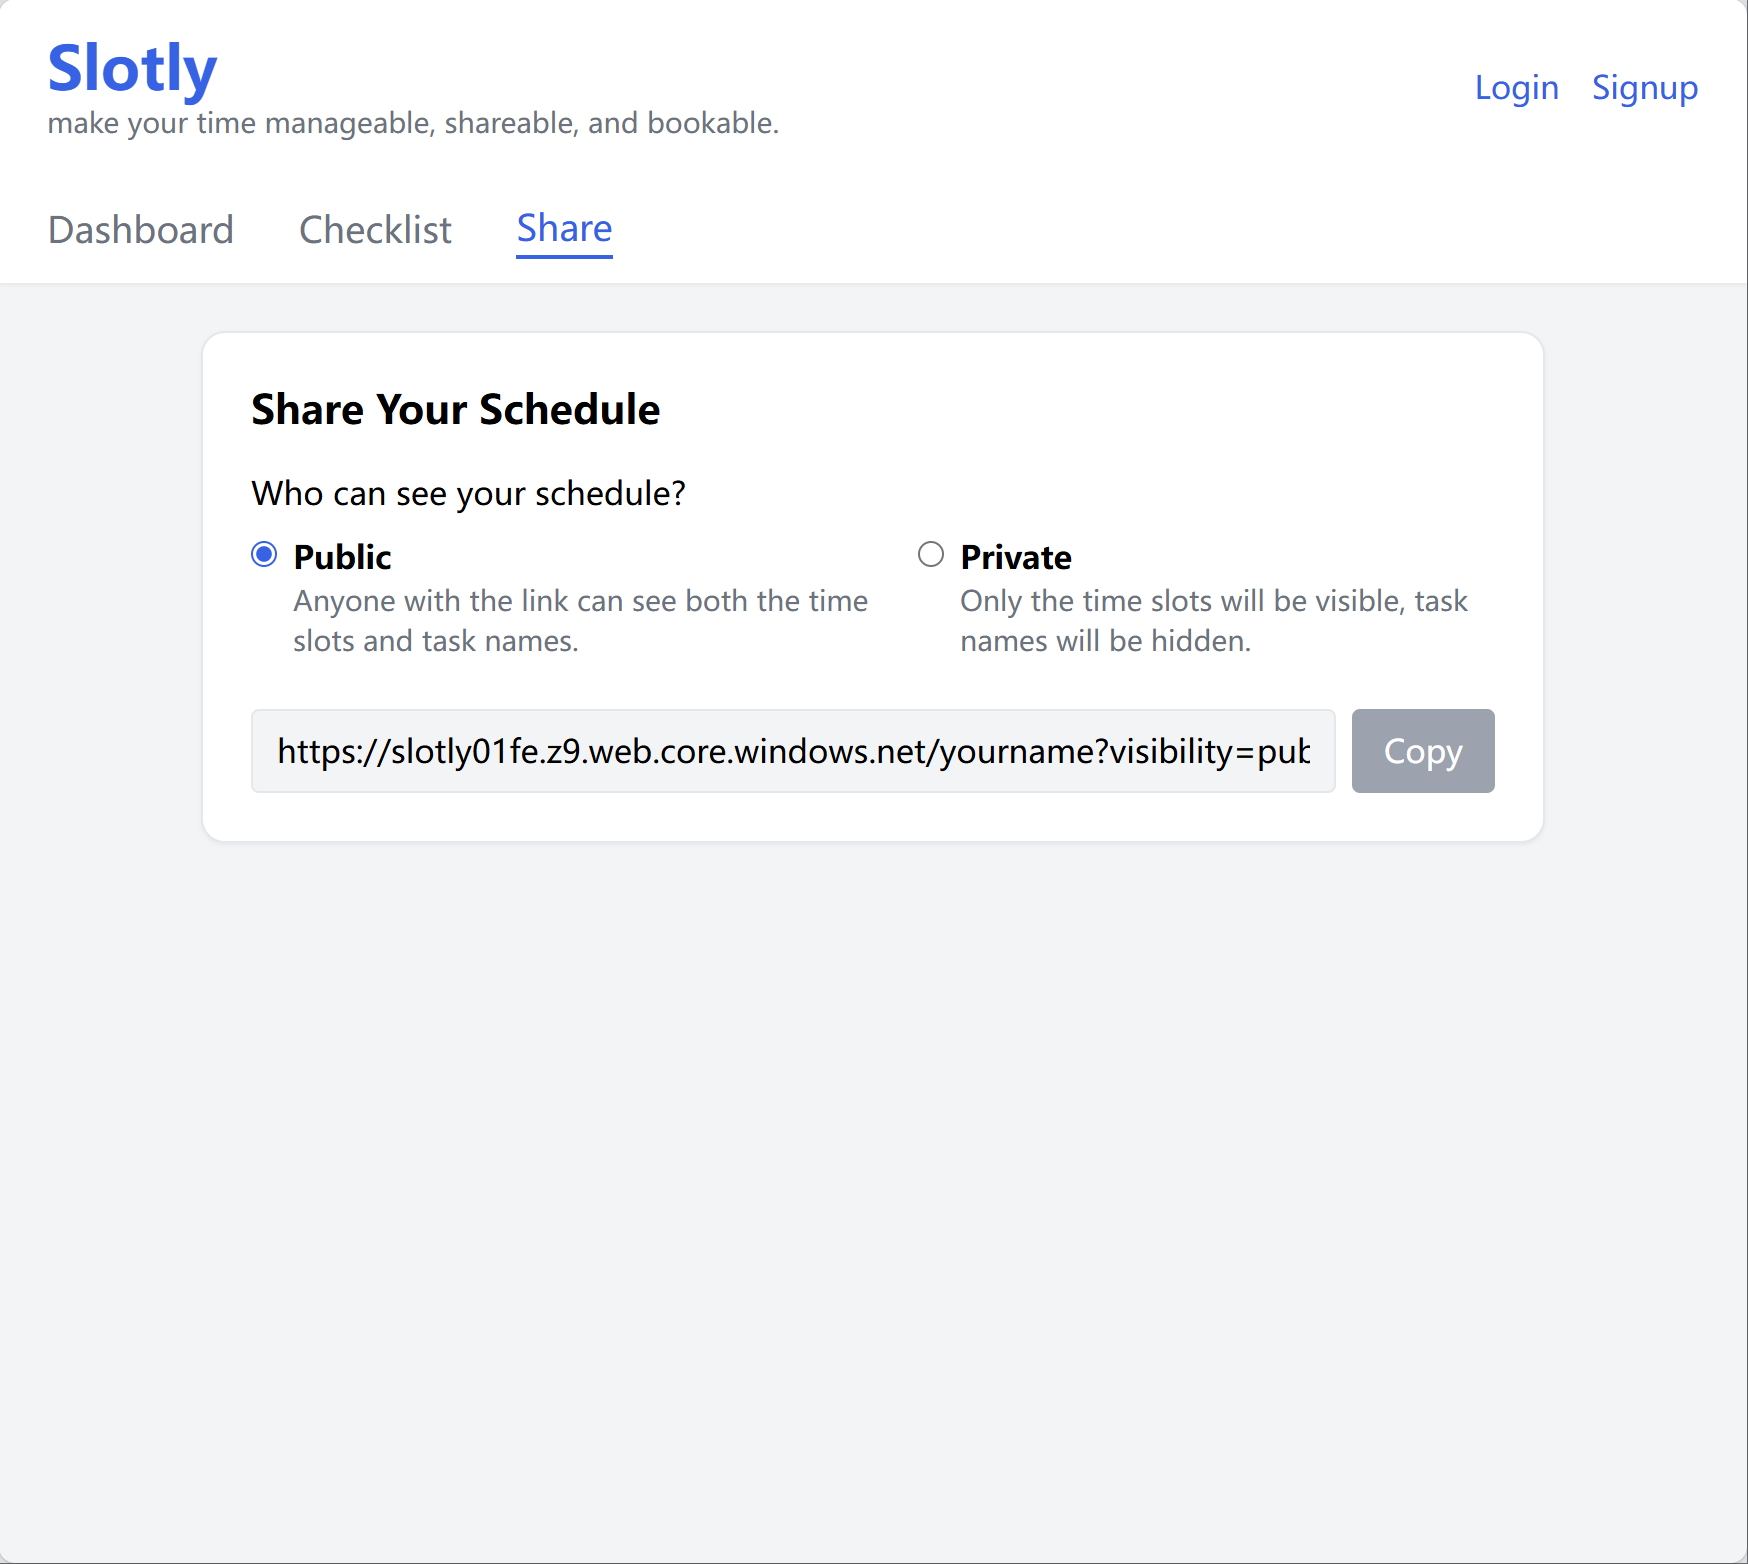 Slotly
make your time manageable, shareable, and bookable.
Login Signup
Dashboard Checklist Share
Share Your Schedule
Who can see your schedule?
Public
Anyone with the link can see both the time
slots and task names.
Private
Only the time slots will be visible, task
names will be hidden.
https://slotly01fe.z9.web.core.windows.net/yourname?visibility=pub
Copy